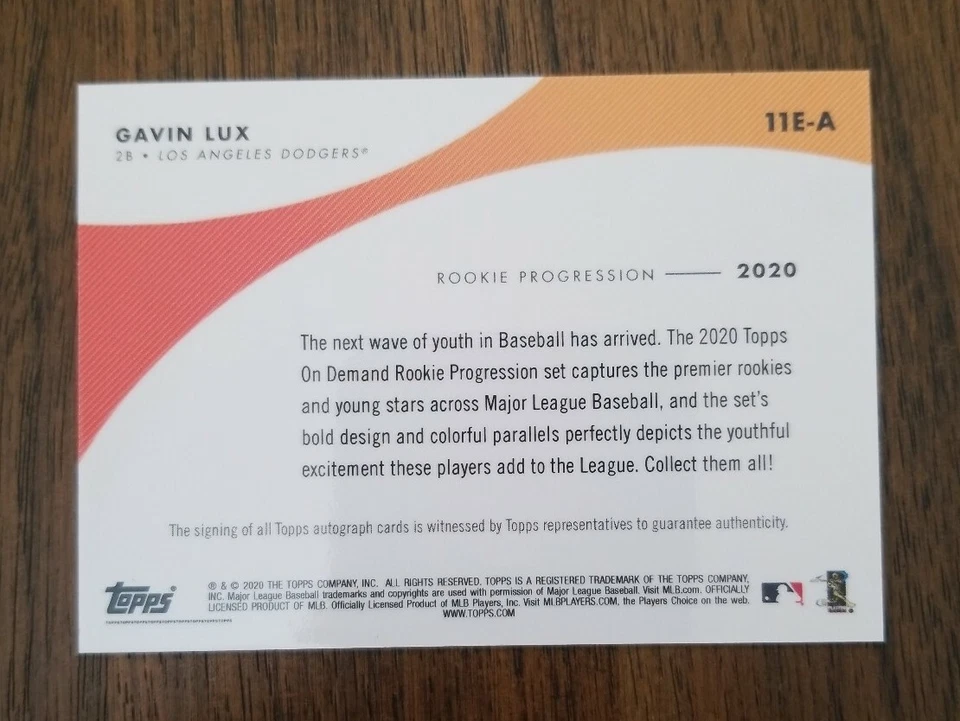 GAVIN LUX
2B • LOS ANGELES DODGERS®
11E-A
ROOKIE PROGRESSION 2020
The next wave of youth in Baseball has arrived. The 2020 Topps
On Demand Rookie Progression set captures the premier rookies
and young stars across Major League Baseball, and the set's
bold design and colorful parallels perfectly depicts the youthful
excitement these players add to the League. Collect them all!
The signing of all Topps autograph cards is witnessed by Topps representatives to guarantee authenticity.
topps
® & © 2020 THE TOPPS COMPANY, INC. ALL RIGHTS RESERVED. TOPPS IS A REGISTERED TRADEMARK OF THE TOPPS COMPANY,
INC. Major League Baseball trademarks and copyrights are used with permission of Major League Baseball. Visit MLB.com. OFFICIALLY
LICENSED PRODUCT OF MLB. Officially Licensed Product of MLB Players, Inc. Visit MLBPLAYERS.COM, the Players Choice on the web.
WWW.TOPPS.COM